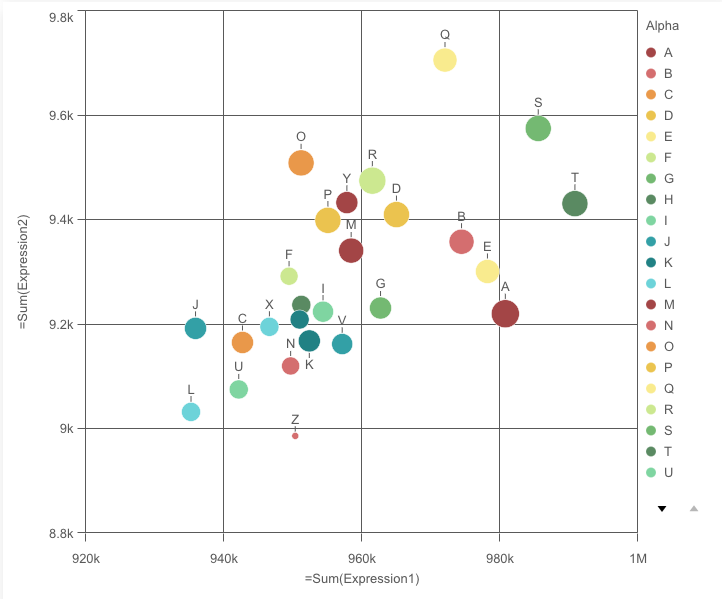 9.8k
9.6k
9.4k
9.2k
9k
8.8k
=Sum(Expression2)
Q
S
O
R
T
Y
D
P
M
B
E
F
A
I
G
J
X
C
V
N
K
U
L
Z
920k 940k 960k 980k 1M
=Sum(Expression1)
Alpha
A
B
C
D
E
F
G
H
I
J
K
L
M
N
O
P
Q
R
S
T
U